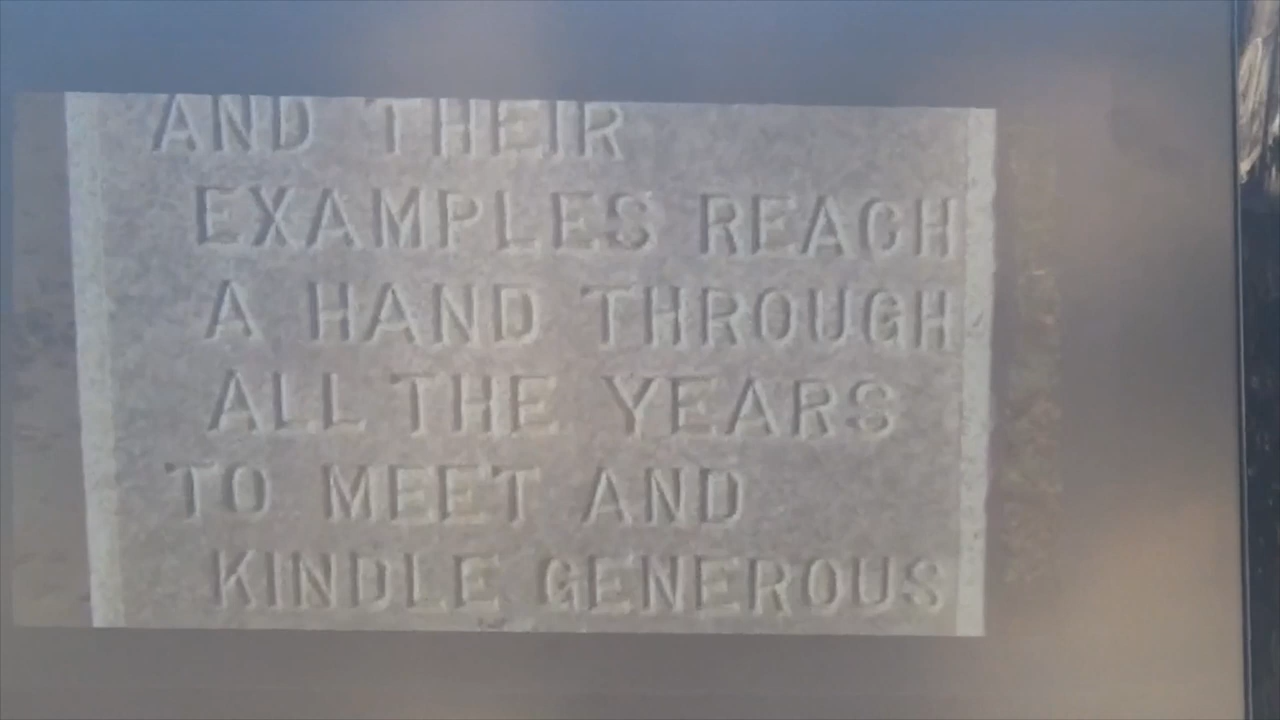 AND THEIR
EXAMPLES REACH
A HAND THROUGH
ALL THE YEARS
TO MEET AND
KINDLE GENEROUS